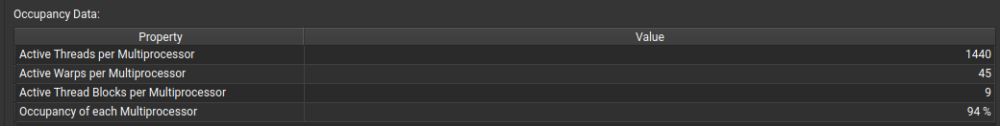 Occupancy Data:
Property Value
Active Threads per Multiprocessor 1440
Active Warps per Multiprocessor 45
Active Thread Blocks per Multiprocessor 9
Occupancy of each Multiprocessor 94 %